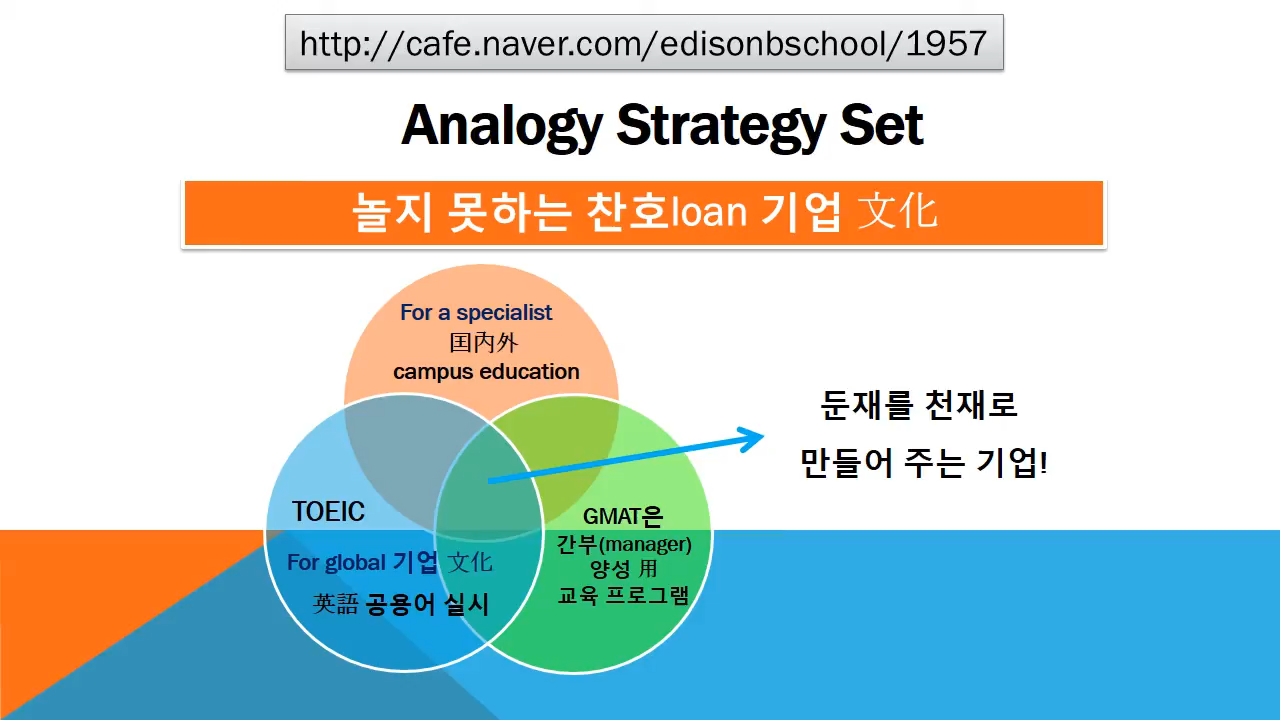 http://cafe.naver.com/edisonbschool/1957
Analogy Strategy Set
놀지 못하는 찬호loan 기업 文化
For a specialist
国内外
campus education
TOEIC
For global 기업 文化
英語 공용어 실시
GMAT은
간부(manager)
양성 用
교육 프로그램
둔재를 천재로
만들어 주는 기업!